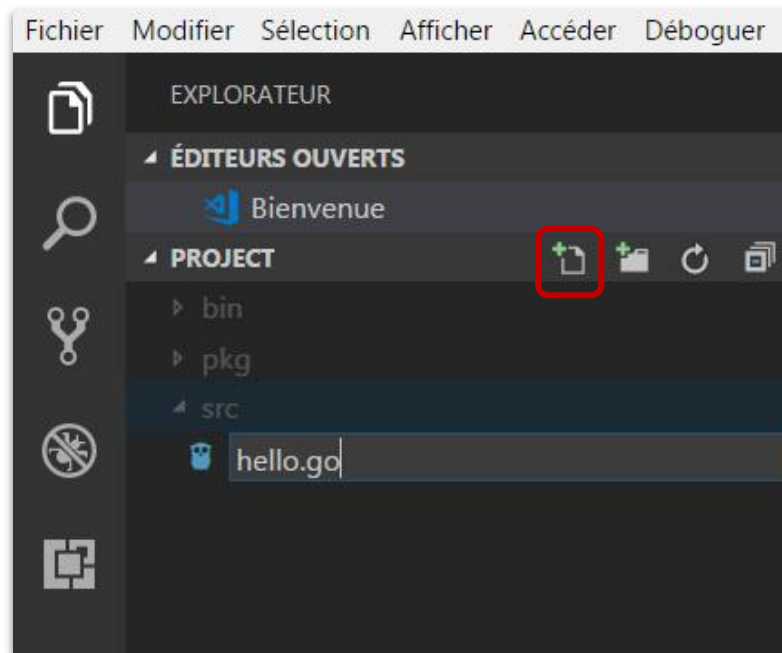 Fichier Modifier Sélection Afficher Accéder Déboguer
EXPLORATEUR
ÉDITEURS OUVERTS
Bienvenue
PROJECT
bin
pkg
src
hello.go